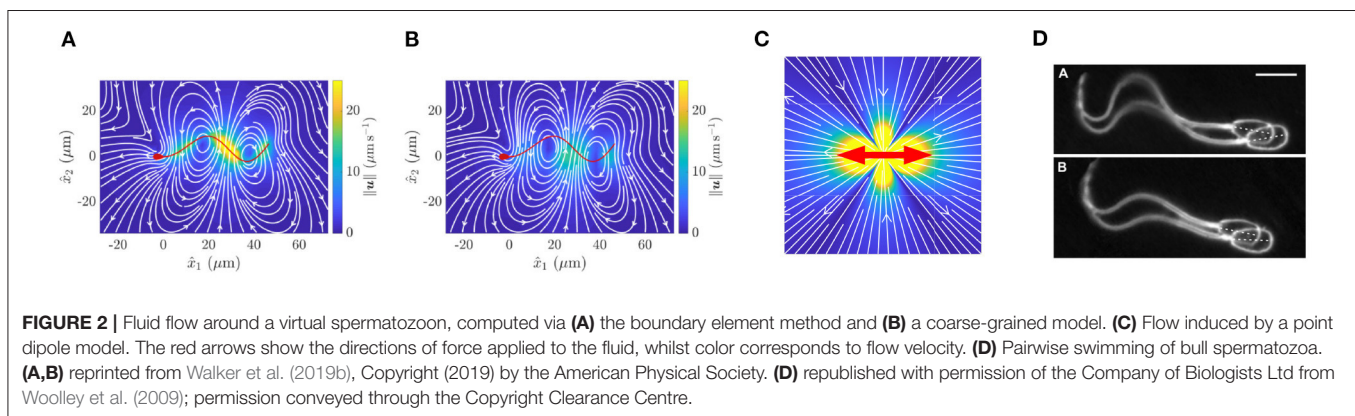 A
B
C
D
20
0
-20
x̂₂ (μm)
-20 0 20 40 60
x̂₁ (μm)
20
10
0
‖u‖ (μm s⁻¹)
20
0
-20
x̂₂ (μm)
-20 0 20 40 60
x̂₁ (μm)
20
10
0
‖u‖ (μm s⁻¹)
A
B
FIGURE 2 | Fluid flow around a virtual spermatozoon, computed via (A) the boundary element method and (B) a coarse-grained model. (C) Flow induced by a point
dipole model. The red arrows show the directions of force applied to the fluid, whilst color corresponds to flow velocity. (D) Pairwise swimming of bull spermatozoa.
(A,B) reprinted from Walker et al. (2019b), Copyright (2019) by the American Physical Society. (D) republished with permission of the Company of Biologists Ltd from
Woolley et al. (2009); permission conveyed through the Copyright Clearance Centre.